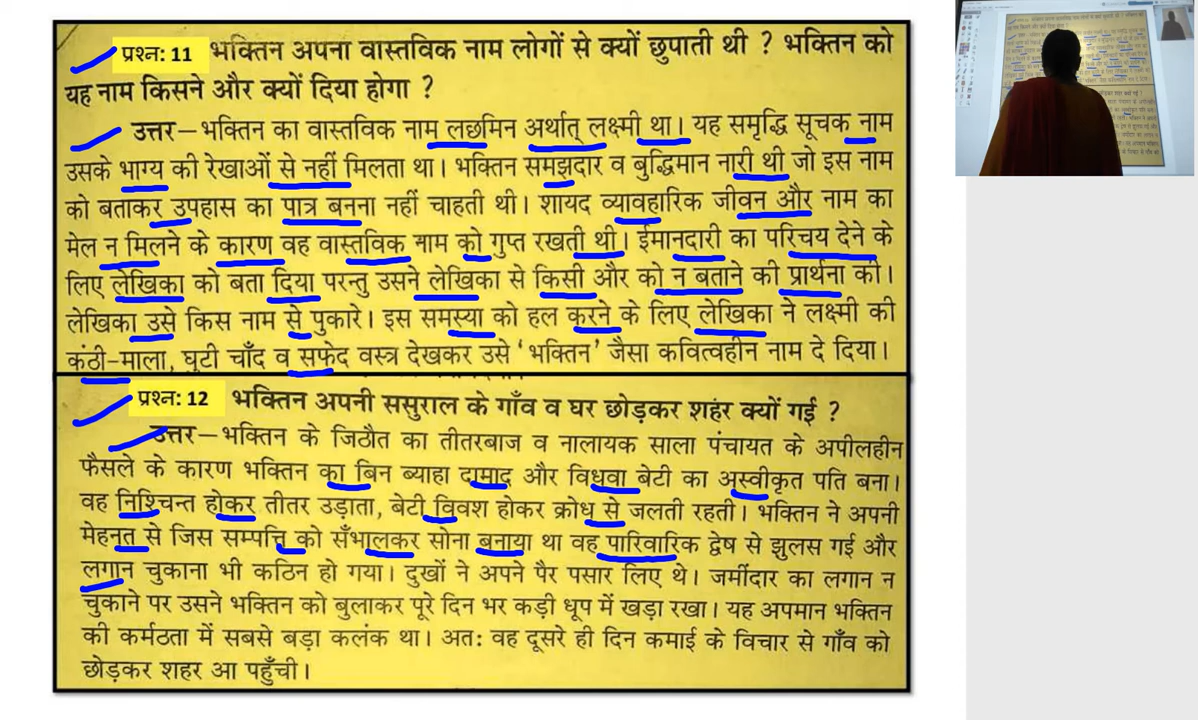 प्रश्न: 11 भक्तिन अपना वास्तविक नाम लोगों से क्यों छुपाती थी ? भक्तिन को
यह नाम किसने और क्यों दिया होगा ?
उत्तर–भक्तिन का वास्तविक नाम लछमिन अर्थात् लक्ष्मी था। यह समृद्धि सूचक नाम
उसके भाग्य की रेखाओं से नहीं मिलता था। भक्तिन समझदार व बुद्धिमान नारी थी जो इस नाम
को बताकर उपहास का पात्र बनना नहीं चाहती थी। शायद व्यावहारिक जीवन और नाम का
मेल न मिलने के कारण वह वास्तविक नाम को गुप्त रखती थी। ईमानदारी का परिचय देने के
लिए लेखिका को बता दिया परन्तु उसने लेखिका से किसी और को न बताने की प्रार्थना की।
लेखिका उसे किस नाम से पुकारे। इस समस्या को हल करने के लिए लेखिका ने लक्ष्मी की
कंठी-माला, घुटी चाँद व सफेद वस्त्र देखकर उसे ‘भक्तिन’ जैसा कवित्वहीन नाम दे दिया।
प्रश्न: 12 भक्तिन अपनी ससुराल के गाँव व घर छोड़कर शहर क्यों गई ?
उत्तर–भक्तिन के जिठौत का तीतरबाज व नालायक साला पंचायत के अपीलहीन
फैसले के कारण भक्तिन का बिन ब्याहा दामाद और विधवा बेटी का अस्वीकृत पति बना।
वह निश्चिन्त होकर तीतर उड़ाता, बेटी विवश होकर क्रोध से जलती रहती। भक्तिन ने अपनी
मेहनत से जिस सम्पत्ति को सँभालकर सोना बनाया था वह पारिवारिक द्वेष से झुलस गई और
लगान चुकाना भी कठिन हो गया। दुखों ने अपने पैर पसार लिए थे। जमींदार का लगान न
चुकाने पर उसने भक्तिन को बुलाकर पूरे दिन भर कड़ी धूप में खड़ा रखा। यह अपमान भक्तिन
की कर्मठता में सबसे बड़ा कलंक था। अत: वह दूसरे ही दिन कमाई के विचार से गाँव को
छोड़कर शहर आ पहुँची।